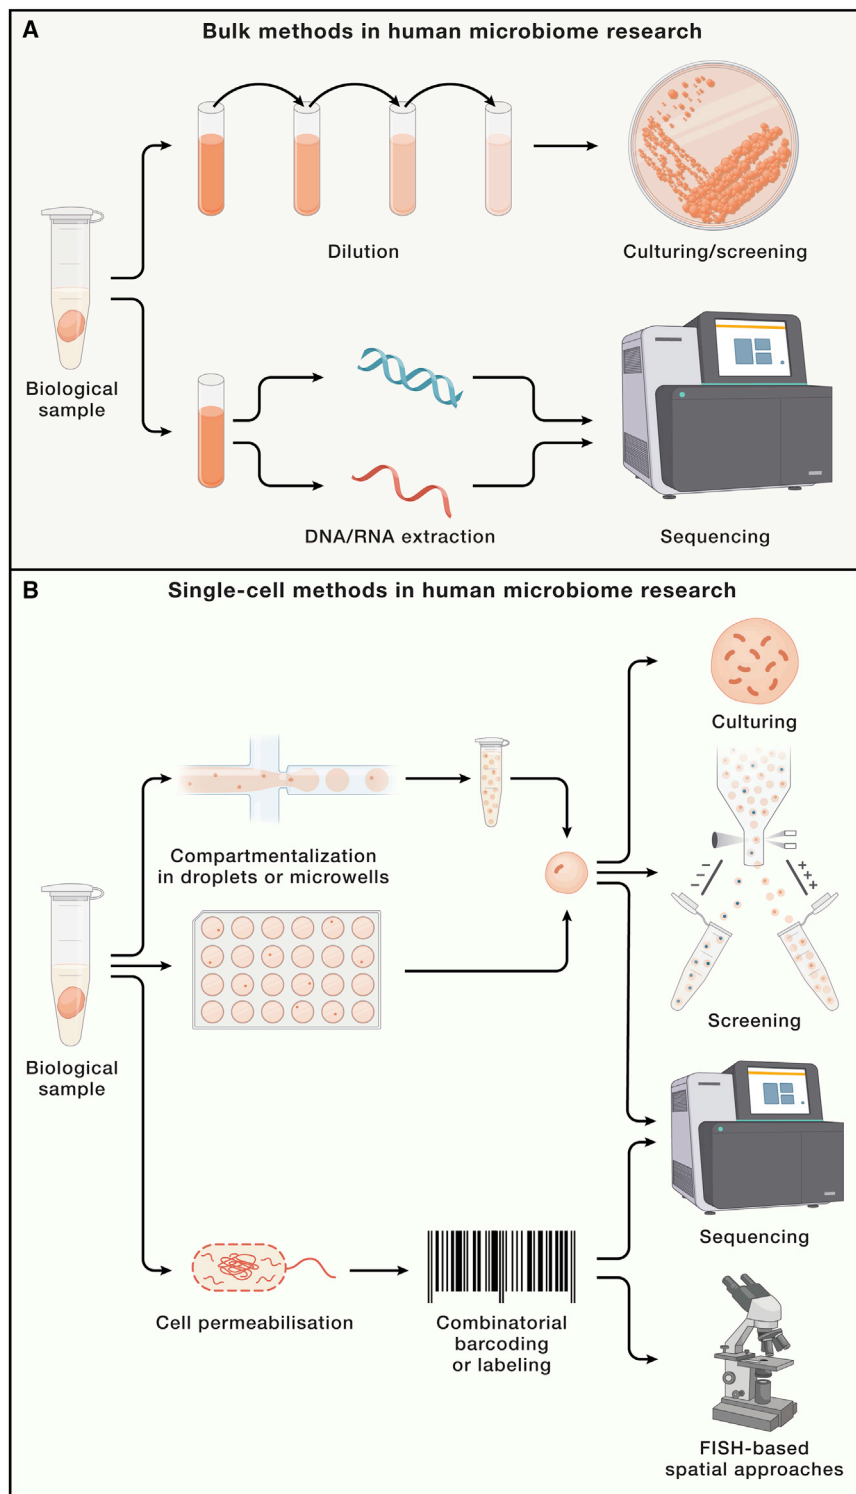 A
Bulk methods in human microbiome research
Dilution
Culturing/screening
Biological
sample
DNA/RNA extraction
Sequencing
B
Single-cell methods in human microbiome research
Culturing
Compartmentalization
in droplets or microwells
Screening
Biological
sample
Sequencing
Cell permeabilisation
Combinatorial
barcoding
or labeling
FISH-based
spatial approaches